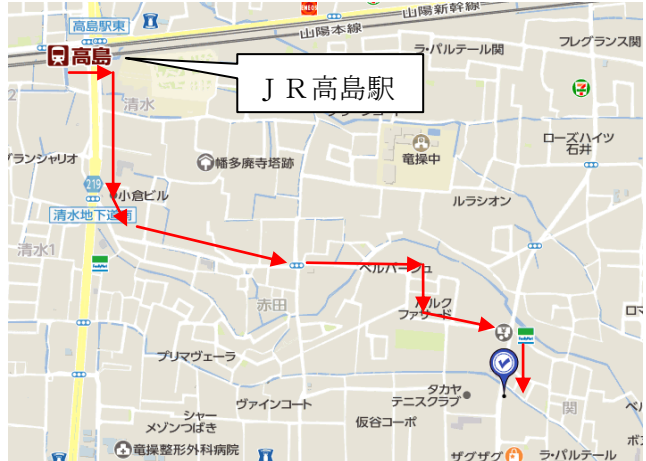 高島駅東
ENEOS
山陽新幹線
山陽本線
ラ・パルテール関
フレグランス関
高島
JR高島駅
清水
2
ローズハイツ
石井
グランシャリオ
幡多廃寺塔跡
竜操中
219
小倉ビル
ルラシオン
清水地下道南
清水1
FamilyMart
ベルパージュ
赤田
パルク
ファサード
ロマ
FamilyMart
プリマヴェーラ
タカヤ
テニスクラブ
ヴァインコート
関
ベル
シャー
メゾンつばき
仮谷コーポ
竜操整形外科病院
ザグザグ
ラ・パルテール